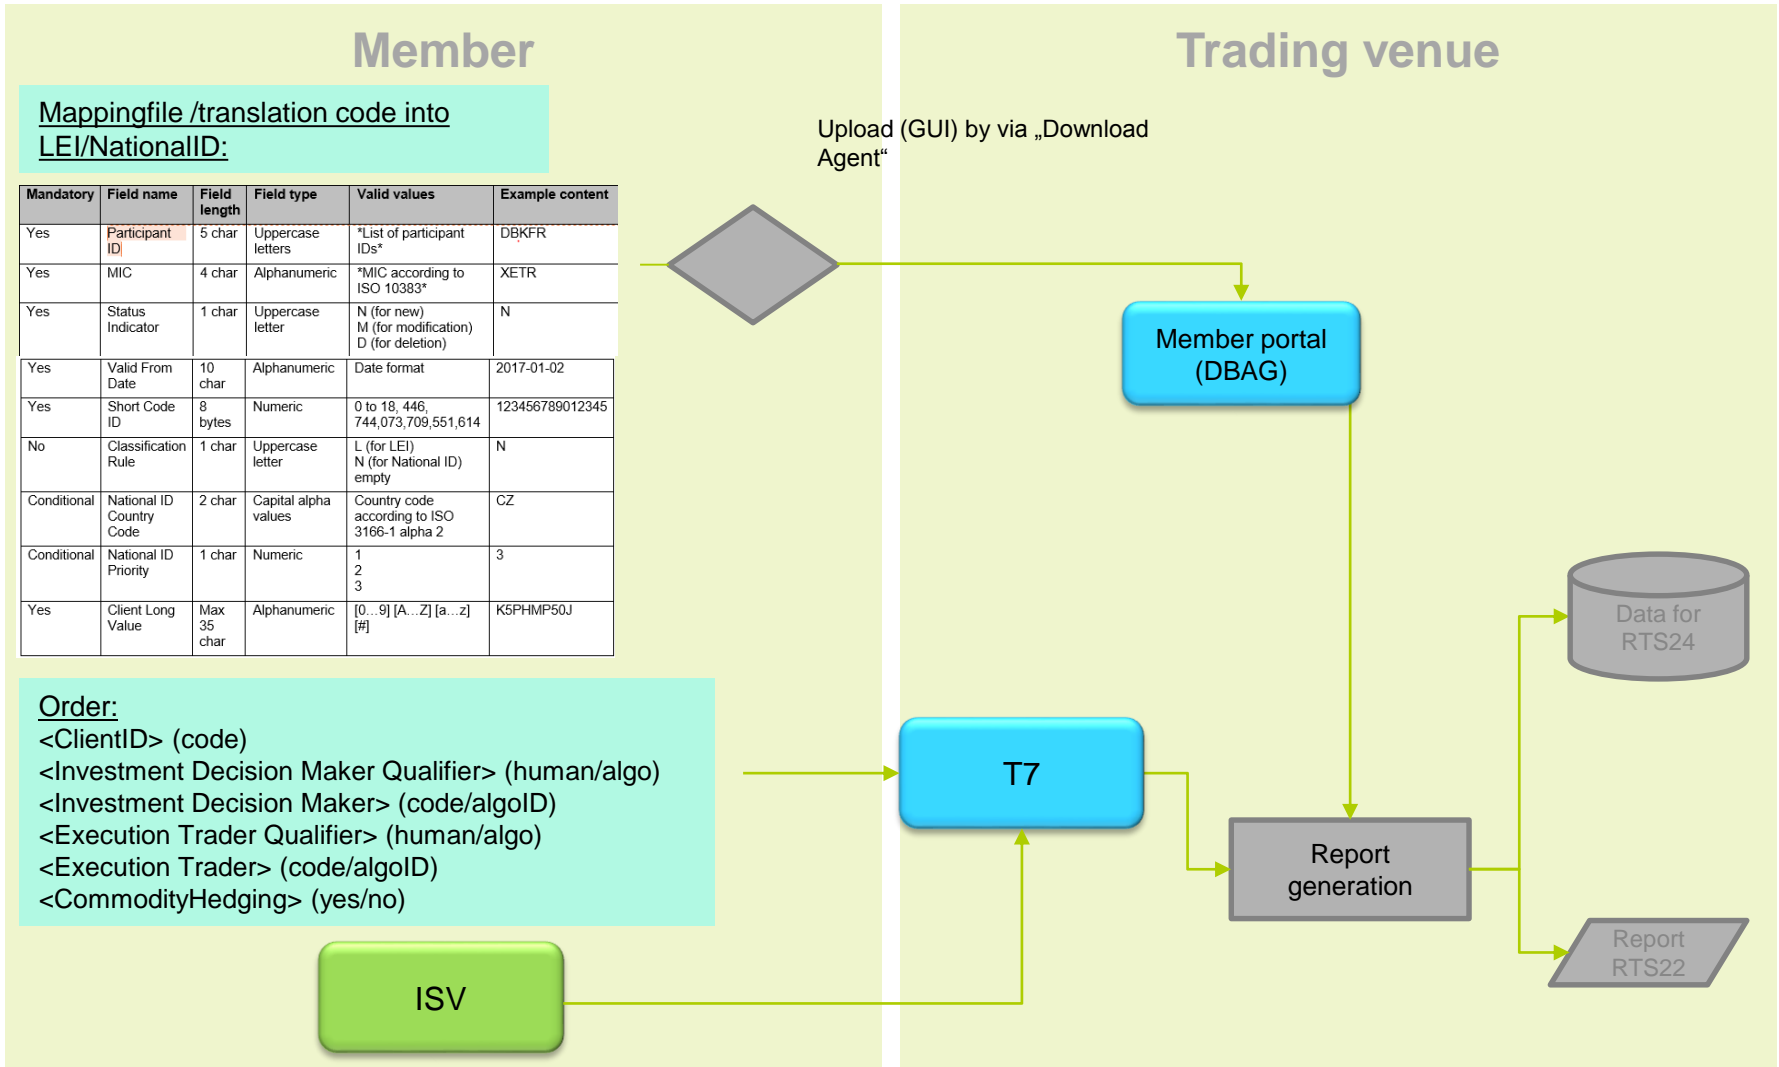 Member
Trading venue
Mappingfile /translation code into
LEI/NationalID:
Upload (GUI) by via „Download
Agent“
Mandatory Field name Field length Field type Valid values Example content
Yes Participant ID 5 char Uppercase letters *List of participant IDs* DBKFR
Yes MIC 4 char Alphanumeric *MIC according to ISO 10383* XETR
Yes Status Indicator 1 char Uppercase letter N (for new) M (for modification) D (for deletion) N
Yes Valid From Date 10 char Alphanumeric Date format 2017-01-02
Yes Short Code ID 8 bytes Numeric 0 to 18, 446, 744,073,709,551,614 123456789012345
No Classification Rule 1 char Uppercase letter L (for LEI) N (for National ID) empty N
Conditional National ID Country Code 2 char Capital alpha values Country code according to ISO 3166-1 alpha 2 CZ
Conditional National ID Priority 1 char Numeric 1 2 3 3
Yes Client Long Value Max 35 char Alphanumeric [0…9] [A…Z] [a…z] [#] K5PHMP50J
Member portal
(DBAG)
Data for
RTS24
Order:
<ClientID> (code)
<Investment Decision Maker Qualifier> (human/algo)
<Investment Decision Maker> (code/algoID)
<Execution Trader Qualifier> (human/algo)
<Execution Trader> (code/algoID)
<CommodityHedging> (yes/no)
T7
Report
generation
Report
RTS22
ISV